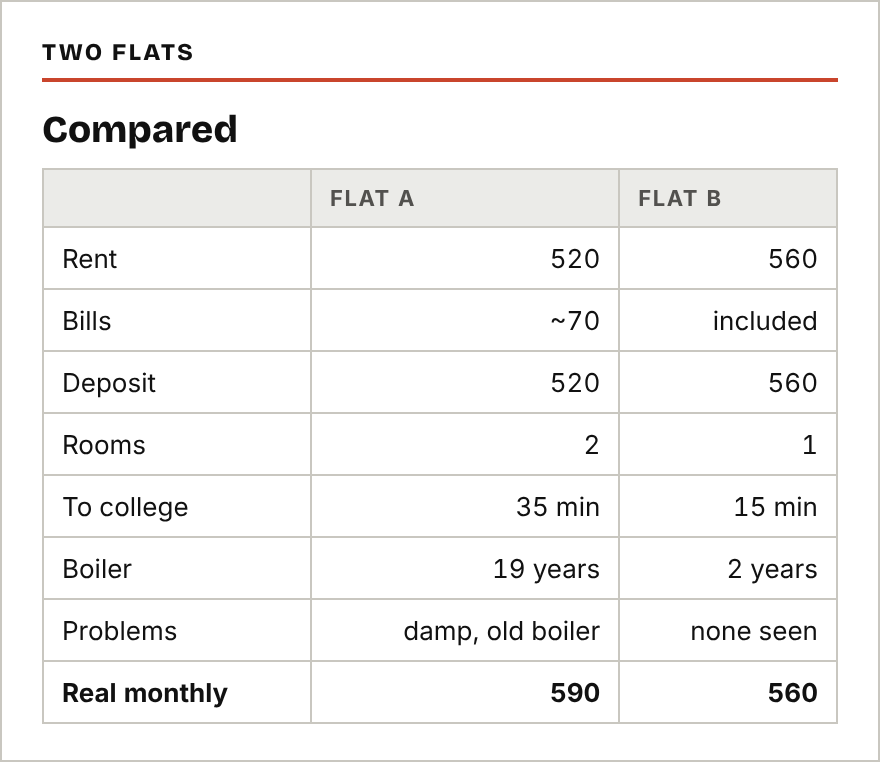 TWO FLATS
Compared
FLAT A FLAT B
Rent 520 560
Bills ~70 included
Deposit 520 560
Rooms 2 1
To college 35 min 15 min
Boiler 19 years 2 years
Problems damp, old boiler none seen
Real monthly 590 560